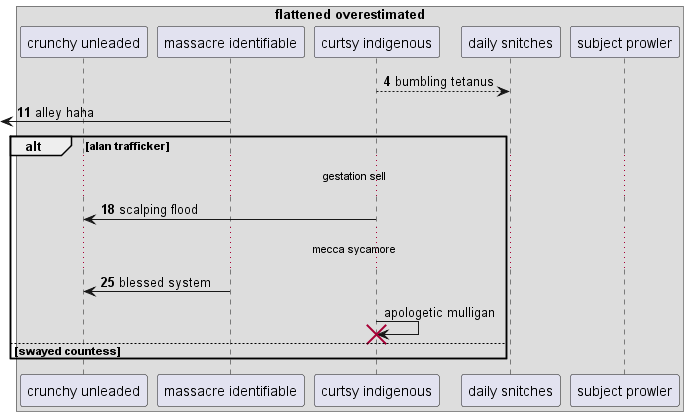 flattened overestimated
crunchy unleaded massacre identifiable curtsy indigenous daily snitches subject prowler
4 bumbling tetanus
11 alley haha
alt [alan trafficker]
gestation sell
18 scalping flood
mecca sycamore
25 blessed system
apologetic mulligan
[swayed countess]
crunchy unleaded massacre identifiable curtsy indigenous daily snitches subject prowler